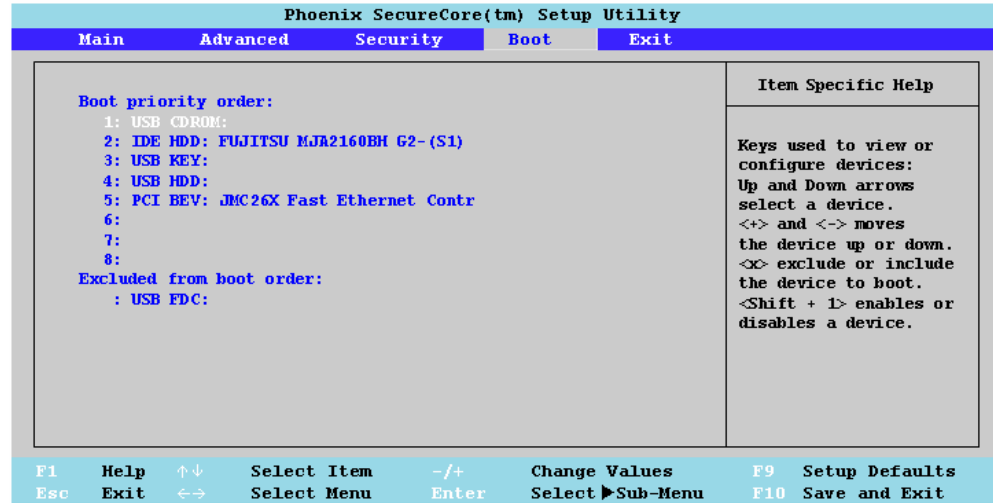 Phoenix SecureCore(tm) Setup Utility
Main Advanced Security Boot Exit
Boot priority order:
1: USB CDROM:
2: IDE HDD: FUJITSU MJA2160BH G2-(S1)
3: USB KEY:
4: USB HDD:
5: PCI BEV: JMC26X Fast Ethernet Contr
6:
7:
8:
Excluded from boot order:
: USB FDC:
Item Specific Help
Keys used to view or
configure devices:
Up and Down arrows
select a device.
<+> and <-> moves
the device up or down.
<x> exclude or include
the device to boot.
<Shift + 1> enables or
disables a device.
F1 Help ↑↓ Select Item -/+ Change Values F9 Setup Defaults
Esc Exit ←→ Select Menu Enter Select ▶Sub-Menu F10 Save and Exit